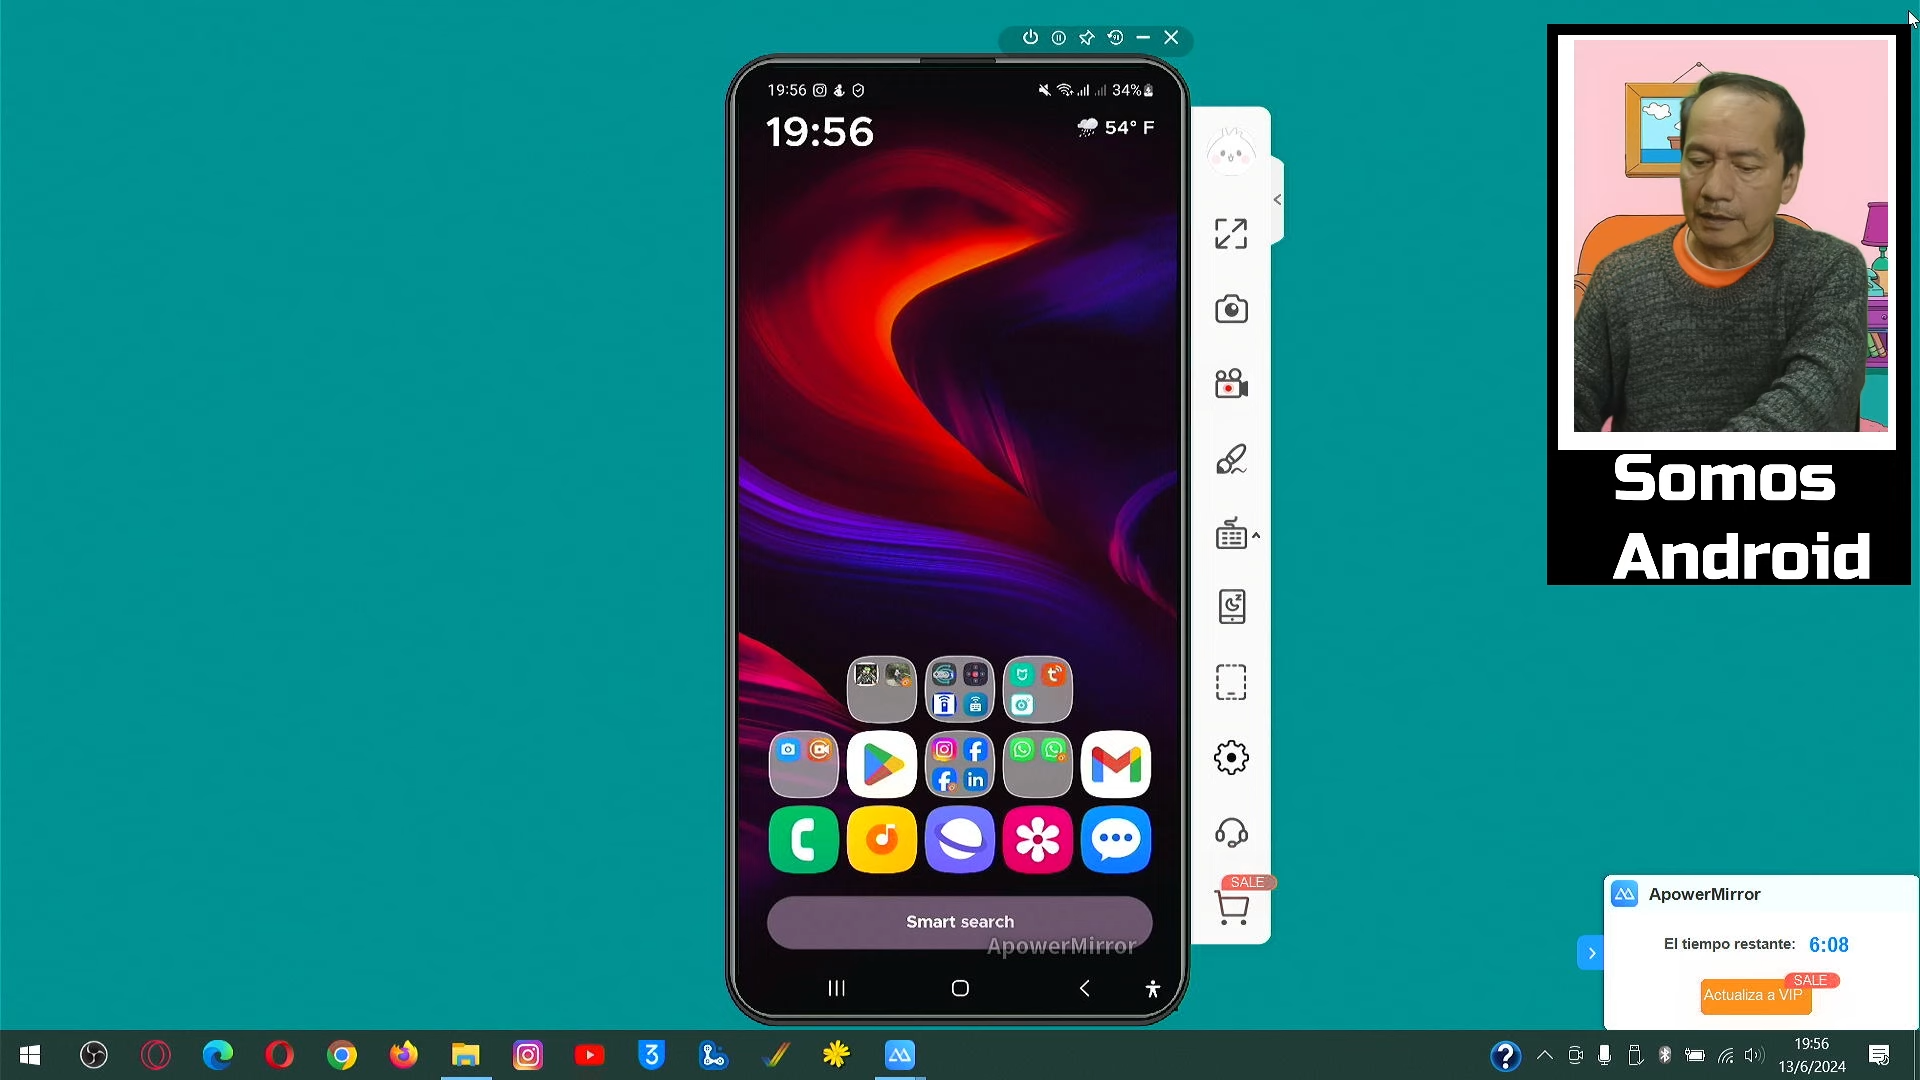 19:56
34%
19:56
54° F
Smart search
ApowerMirror
SALE
Somos
Android
ApowerMirror
El tiempo restante: 6:08
SALE
Actualiza a VIP
19:56
13/6/2024